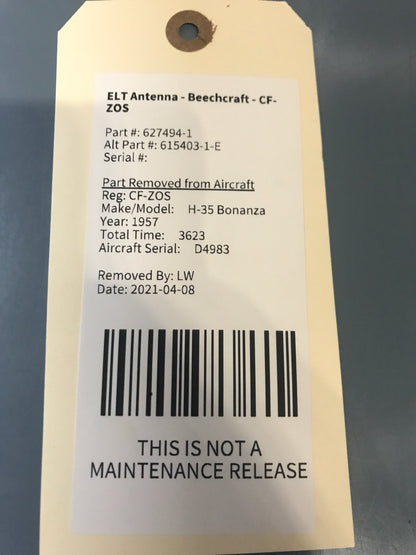 ELT Antenna - Beechcraft - CF-
ZOS
Part #: 627494-1
Alt Part #: 615403-1-E
Serial #:
Part Removed from Aircraft
Reg: CF-ZOS
Make/Model: H-35 Bonanza
Year: 1957
Total Time: 3623
Aircraft Serial: D4983
Removed By: LW
Date: 2021-04-08
THIS IS NOT A
MAINTENANCE RELEASE